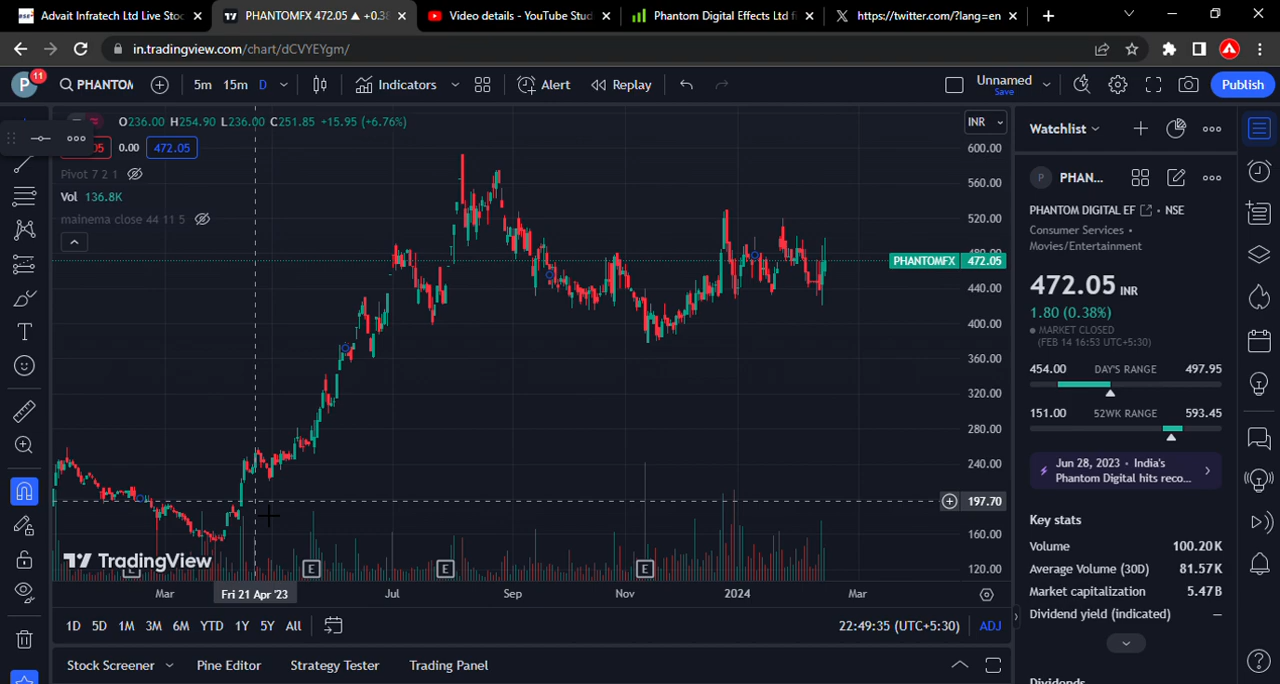 Advait Infratech Ltd Live Stoc
PHANTOMFX 472.05 ▲ +0.38
Video details - YouTube Stud
Phantom Digital Effects Ltd fi
https://twitter.com/?lang=en
in.tradingview.com/chart/dCVYEYgm/
P
11
PHANTOM
5m
15m
D
Indicators
Alert
Replay
Unnamed
Save
Publish
O236.00 H254.90 L236.00 C251.85 +15.95 (+6.76%)
0.00
472.05
Pivot 7 2 1
Vol 136.8K
mainema close 44 11 5
INR
600.00
560.00
520.00
480.00
PHANTOMFX 472.05
440.00
400.00
360.00
320.00
280.00
240.00
197.70
160.00
120.00
TradingView
E
E
E
Mar
Fri 21 Apr '23
Jul
Sep
Nov
2024
Mar
1D 5D 1M 3M 6M YTD 1Y 5Y All
22:49:35 (UTC+5:30)
ADJ
Stock Screener
Pine Editor
Strategy Tester
Trading Panel
Watchlist
P
PHAN...
PHANTOM DIGITAL EF • NSE
Consumer Services •
Movies/Entertainment
472.05 INR
1.80 (0.38%)
MARKET CLOSED
(FEB 14 16:53 UTC+5:30)
454.00 DAY'S RANGE 497.95
151.00 52WK RANGE 593.45
Jun 28, 2023 • India's
Phantom Digital hits reco...
Key stats
Volume 100.20K
Average Volume (30D) 81.57K
Market capitalization 5.47B
Dividend yield (indicated) —
Dividends